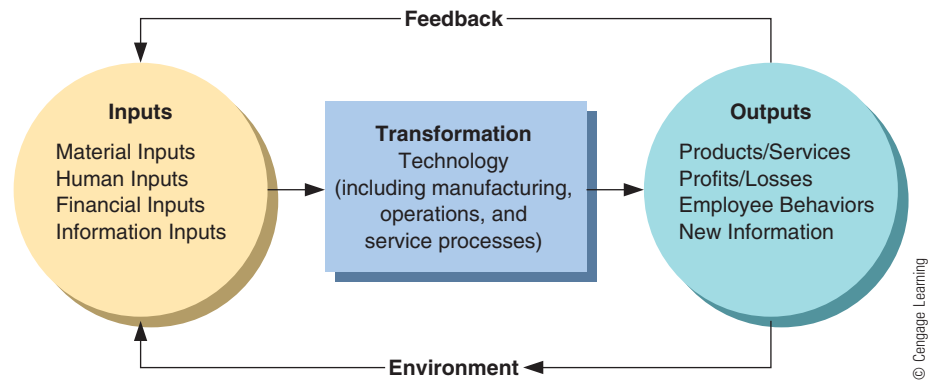 Feedback
Inputs
Material Inputs
Human Inputs
Financial Inputs
Information Inputs
Transformation
Technology
(including manufacturing,
operations, and
service processes)
Outputs
Products/Services
Profits/Losses
Employee Behaviors
New Information
Environment
© Cengage Learning